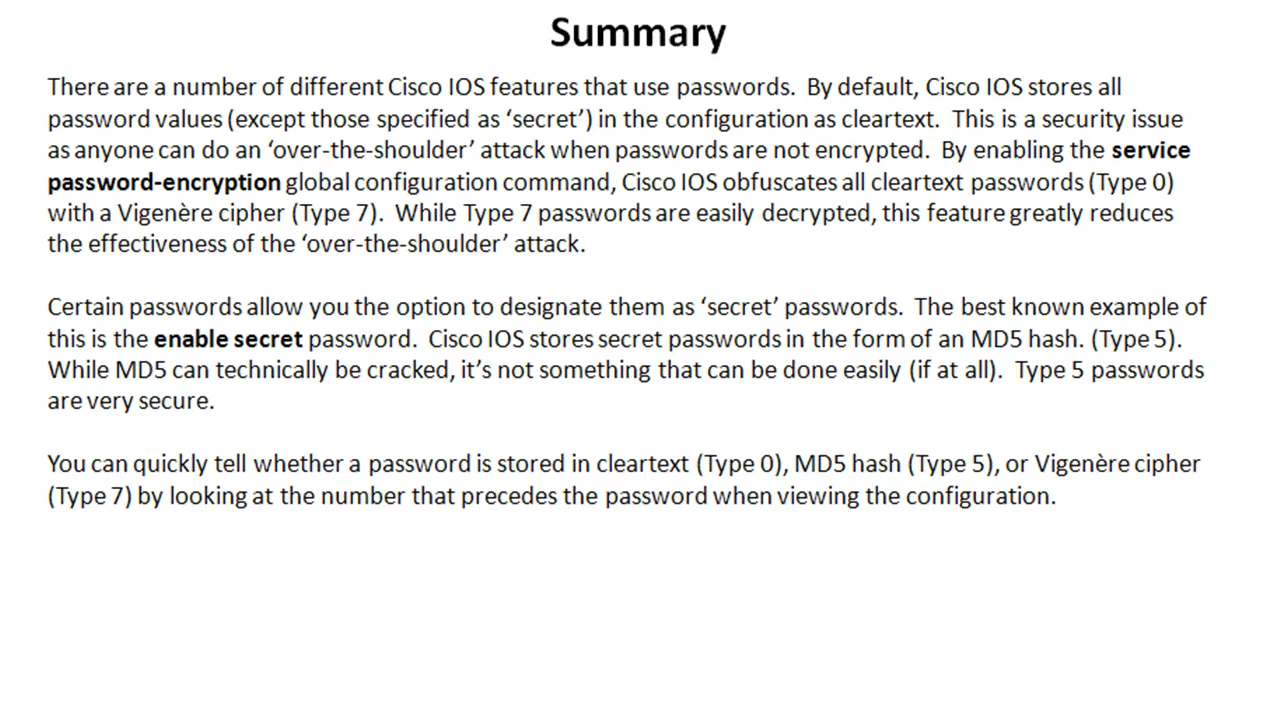 Summary
There are a number of different Cisco IOS features that use passwords.  By default, Cisco IOS stores all
password values (except those specified as ‘secret’) in the configuration as cleartext.  This is a security issue
as anyone can do an ‘over-the-shoulder’ attack when passwords are not encrypted.  By enabling the service
password-encryption global configuration command, Cisco IOS obfuscates all cleartext passwords (Type 0)
with a Vigenère cipher (Type 7).  While Type 7 passwords are easily decrypted, this feature greatly reduces
the effectiveness of the ‘over-the-shoulder’ attack.
Certain passwords allow you the option to designate them as ‘secret’ passwords.  The best known example of
this is the enable secret password.  Cisco IOS stores secret passwords in the form of an MD5 hash. (Type 5).
While MD5 can technically be cracked, it’s not something that can be done easily (if at all).  Type 5 passwords
are very secure.
You can quickly tell whether a password is stored in cleartext (Type 0), MD5 hash (Type 5), or Vigenère cipher
(Type 7) by looking at the number that precedes the password when viewing the configuration.